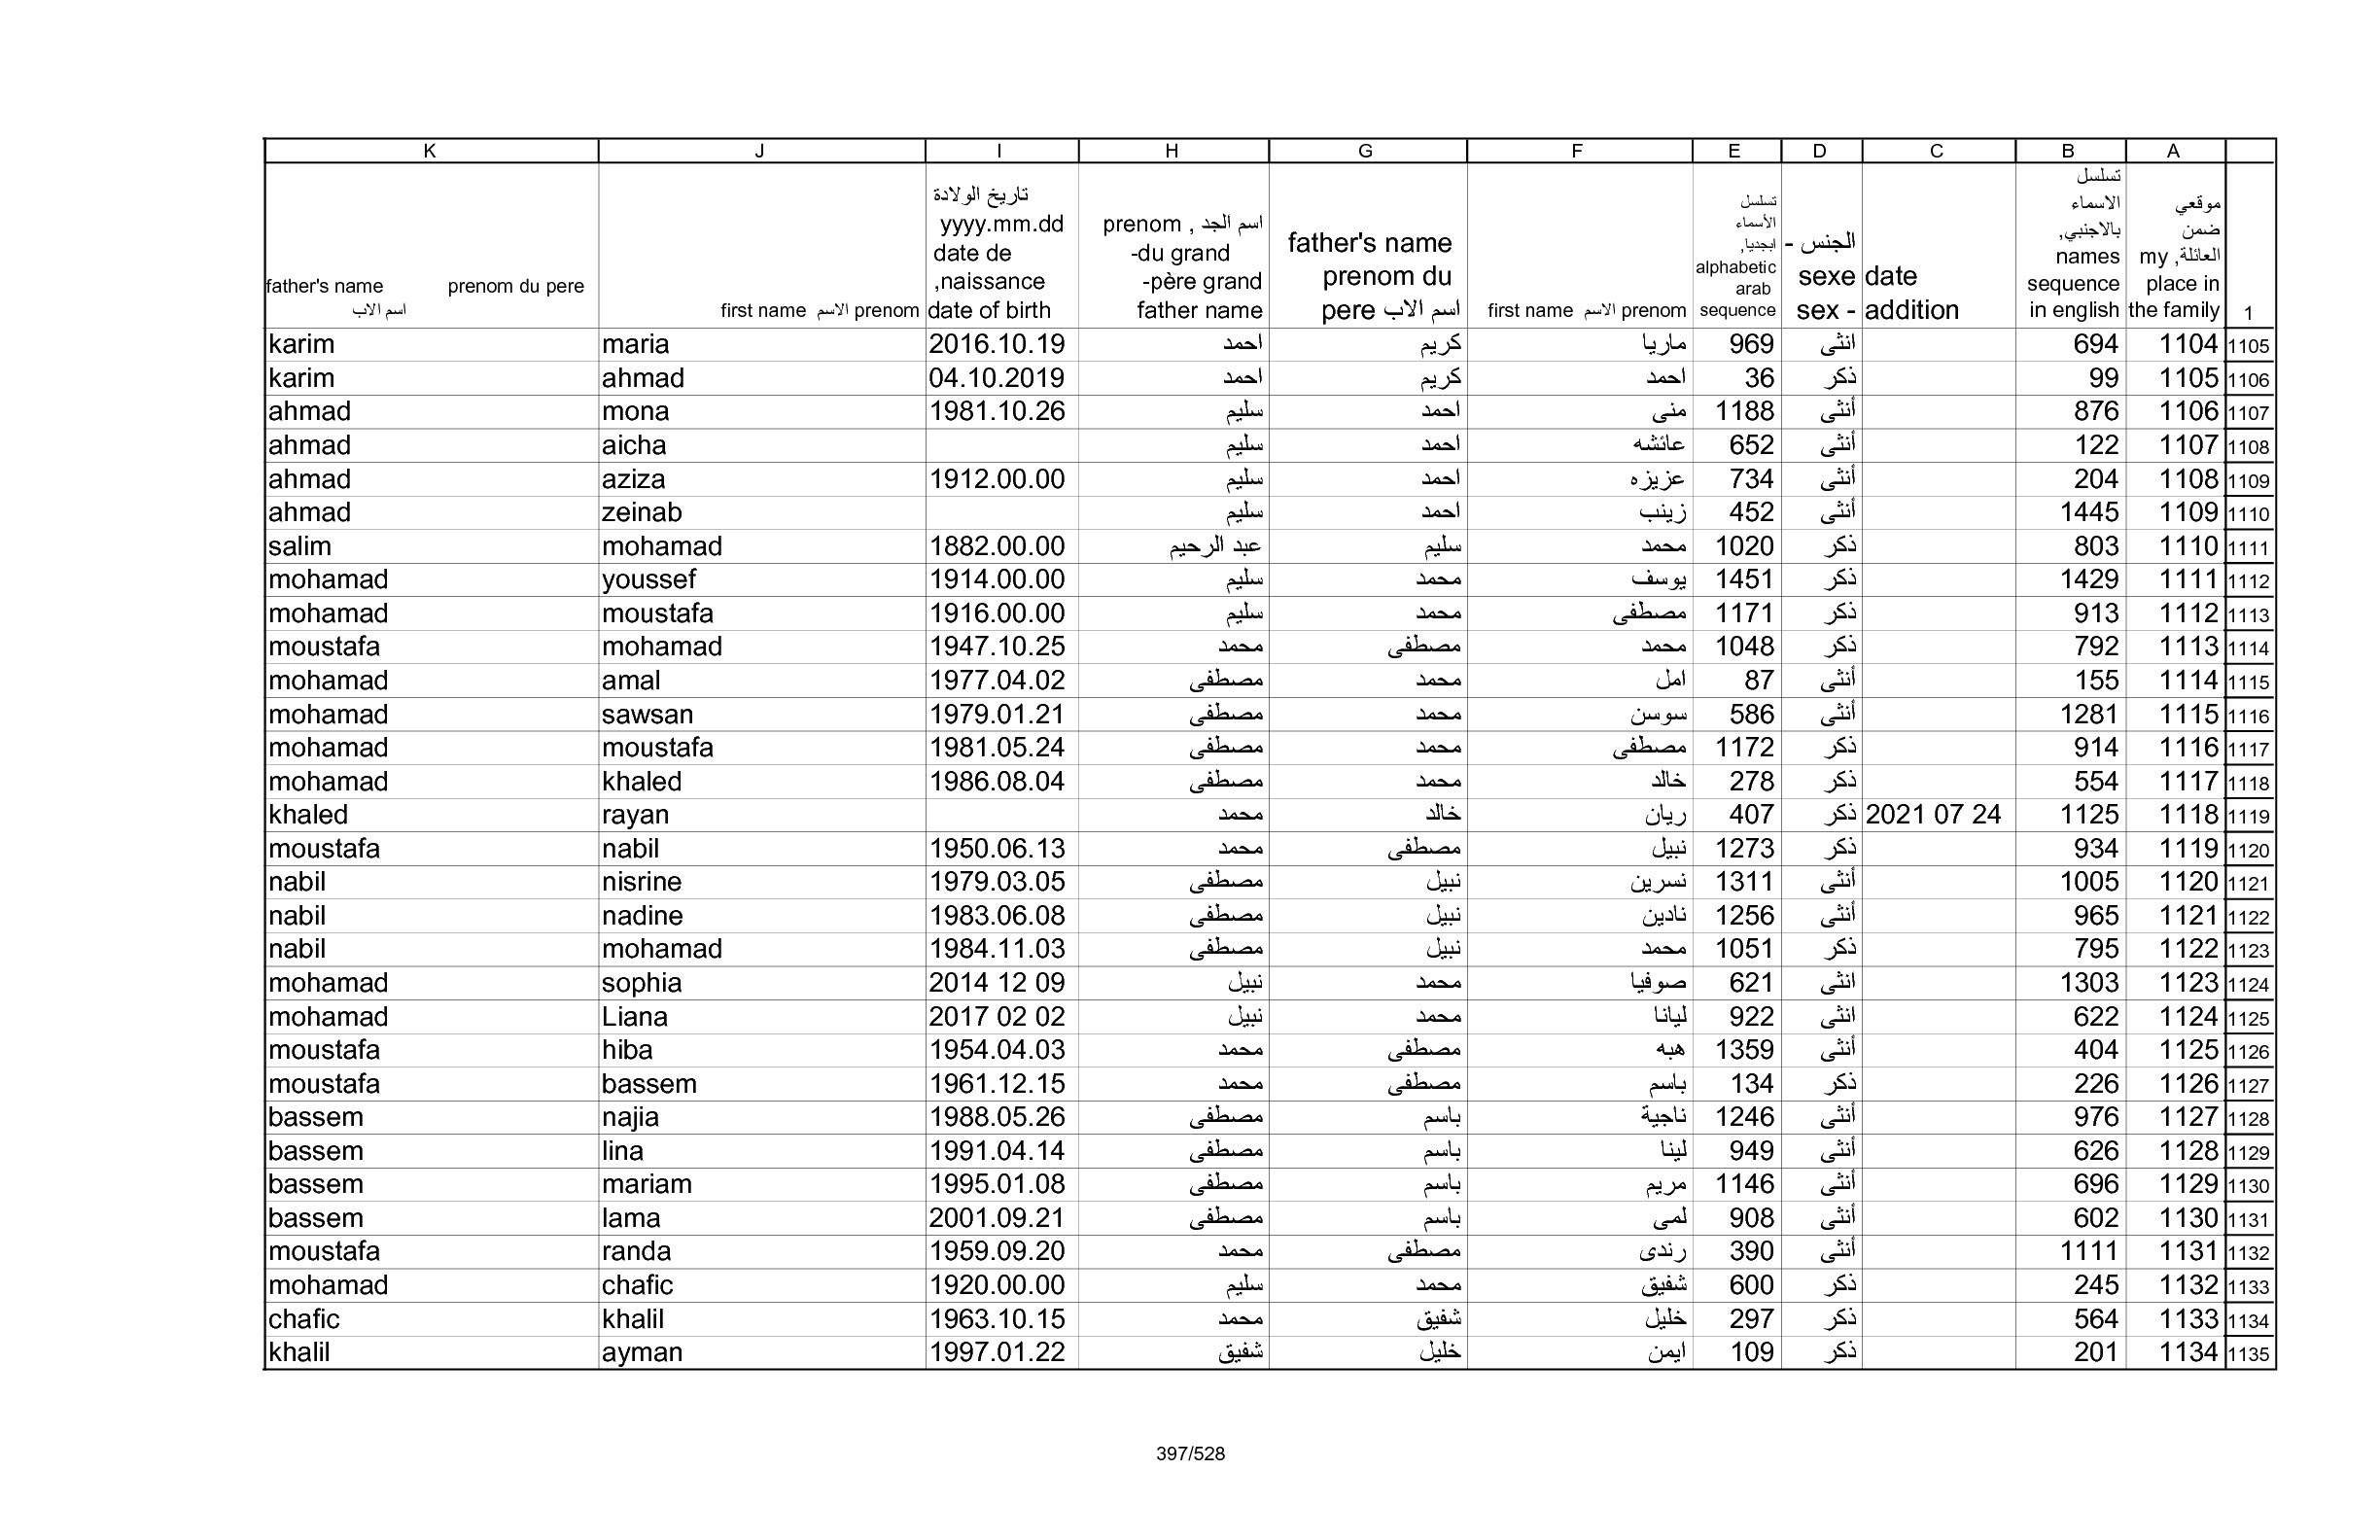 K J I H G F E D C B A
father's name prenom du pere اسم الاب
first name الاسم prenom
تاريخ الولادة yyyy.mm.dd date de naissance, date of birth
اسم الجد , prenom du grand- père grand- father name
father's name prenom du pere اسم الاب
first name الاسم prenom
تسلسل الأسماء ابجديا, alphabetic arab sequence
الجنس - sexe sex -
date addition
تسلسل الاسماء بالاجنبي, names sequence in english
موقعي ضمن العائلة, my place in the family
1
karim maria 2016.10.19 احمد كريم ماريا 969 انثى 694 1104 1105
karim ahmad 04.10.2019 احمد كريم احمد 36 ذكر 99 1105 1106
ahmad mona 1981.10.26 سليم احمد منى 1188 أنثى 876 1106 1107
ahmad aicha سليم احمد عائشه 652 أنثى 122 1107 1108
ahmad aziza 1912.00.00 سليم احمد عزيزه 734 أنثى 204 1108 1109
ahmad zeinab سليم احمد زينب 452 أنثى 1445 1109 1110
salim mohamad 1882.00.00 عبد الرحيم سليم محمد 1020 ذكر 803 1110 1111
mohamad youssef 1914.00.00 سليم محمد يوسف 1451 ذكر 1429 1111 1112
mohamad moustafa 1916.00.00 سليم محمد مصطفى 1171 ذكر 913 1112 1113
moustafa mohamad 1947.10.25 محمد مصطفى محمد 1048 ذكر 792 1113 1114
mohamad amal 1977.04.02 مصطفى محمد امل 87 أنثى 155 1114 1115
mohamad sawsan 1979.01.21 مصطفى محمد سوسن 586 أنثى 1281 1115 1116
mohamad moustafa 1981.05.24 مصطفى محمد مصطفى 1172 ذكر 914 1116 1117
mohamad khaled 1986.08.04 مصطفى محمد خالد 278 ذكر 554 1117 1118
khaled rayan محمد خالد ريان 407 ذكر 2021 07 24 1125 1118 1119
moustafa nabil 1950.06.13 محمد مصطفى نبيل 1273 ذكر 934 1119 1120
nabil nisrine 1979.03.05 مصطفى نبيل نسرين 1311 أنثى 1005 1120 1121
nabil nadine 1983.06.08 مصطفى نبيل نادين 1256 أنثى 965 1121 1122
nabil mohamad 1984.11.03 مصطفى نبيل محمد 1051 ذكر 795 1122 1123
mohamad sophia 2014 12 09 نبيل محمد صوفيا 621 انثى 1303 1123 1124
mohamad Liana 2017 02 02 نبيل محمد ليانا 922 انثى 622 1124 1125
moustafa hiba 1954.04.03 محمد مصطفى هبه 1359 أنثى 404 1125 1126
moustafa bassem 1961.12.15 محمد مصطفى باسم 134 ذكر 226 1126 1127
bassem najia 1988.05.26 مصطفى باسم ناجية 1246 أنثى 976 1127 1128
bassem lina 1991.04.14 مصطفى باسم لينا 949 أنثى 626 1128 1129
bassem mariam 1995.01.08 مصطفى باسم مريم 1146 أنثى 696 1129 1130
bassem lama 2001.09.21 مصطفى باسم لمى 908 أنثى 602 1130 1131
moustafa randa 1959.09.20 محمد مصطفى رندى 390 أنثى 1111 1131 1132
mohamad chafic 1920.00.00 سليم محمد شفيق 600 ذكر 245 1132 1133
chafic khalil 1963.10.15 محمد شفيق خليل 297 ذكر 564 1133 1134
khalil ayman 1997.01.22 شفيق خليل ايمن 109 ذكر 201 1134 1135
397/528